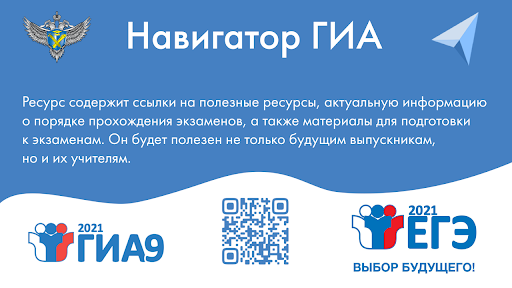 Навигатор ГИА
Ресурс содержит ссылки на полезные ресурсы, актуальную информацию
о порядке прохождения экзаменов, а также материалы для подготовки
к экзаменам. Он будет полезен не только будущим выпускникам,
но и их учителям.
2021
ГИА9
2021
ЕГЭ
ВЫБОР БУДУЩЕГО!